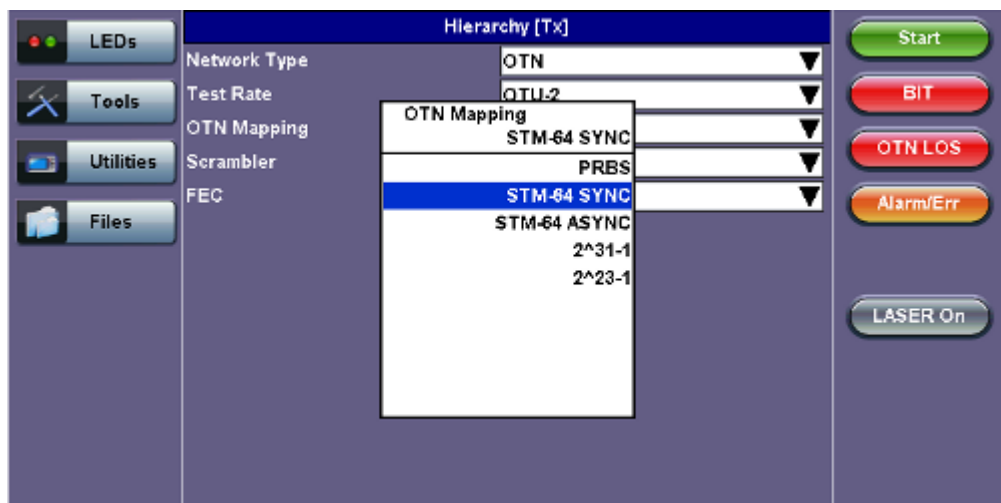 LEDs
Tools
Utilities
Files
Hierarchy [Tx]
Network Type OTN
Test Rate OTU-2
OTN Mapping
Scrambler
FEC
OTN Mapping
STM-64 SYNC
PRBS
STM-64 SYNC
STM-64 ASYNC
2^31-1
2^23-1
Start
BIT
OTN LOS
Alarm/Err
LASER On